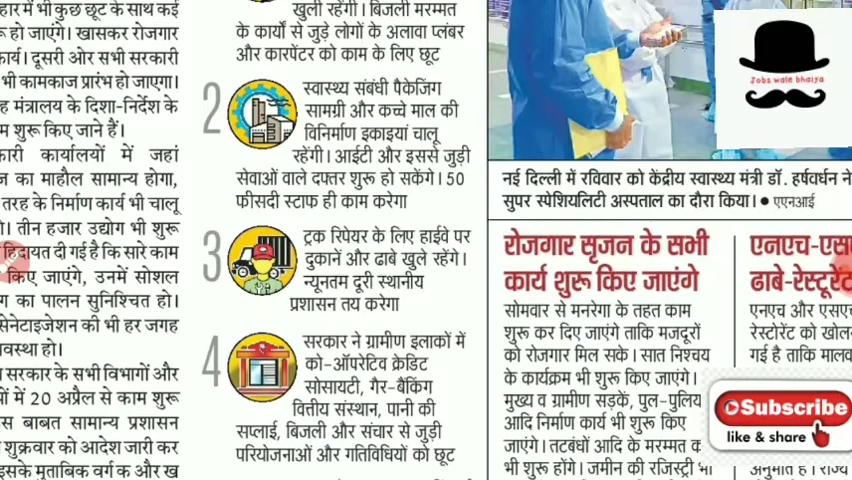 हार में भी कुछ छूट के साथ कई
हो जाएंगे। खासकर रोजगार
कार्य। दूसरी ओर सभी सरकारी
भी कामकाज प्रारंभ हो जाएगा।
मंत्रालय के दिशा-निर्देश के
शुरू किए जाने हैं।
कारी कार्यालयों में जहां
का माहौल सामान्य होगा,
तरह के निर्माण कार्य भी चालू
तीन हजार उद्योग भी शुरू
हिदायत दी गई है कि सारे काम
किए जाएंगे, उनमें सोशल
का पालन सुनिश्चित हो।
सेनेटाइजेशन की भी हर जगह
हो।
सरकार के सभी विभागों और
में 20 अप्रैल से काम शुरू
बाबत सामान्य प्रशासन
शुक्रवार को आदेश जारी कर
इसके मुताबिक वर्ग क और ख
खुली रहेंगी। बिजली मरम्मत
के कार्यों से जुड़े लोगों के अलावा प्लंबर
और कारपेंटर को काम के लिए छूट
2
स्वास्थ्य संबंधी पैकेजिंग
सामग्री और कच्चे माल की
विनिर्माण इकाइयां चालू
रहेंगी। आईटी और इससे जुड़ी
सेवाओं वाले दफ्तर शुरू हो सकेंगे। 50
फीसदी स्टाफ ही काम करेगा
3
ट्रक रिपेयर के लिए हाईवे पर
दुकानें और ढाबे खुले रहेंगे।
न्यूनतम दूरी स्थानीय
प्रशासन तय करेगा
4
सरकार ने ग्रामीण इलाकों में
को-ऑपरेटिव क्रेडिट
सोसायटी, गैर-बैंकिंग
वित्तीय संस्थान, पानी की
सप्लाई, बिजली और संचार से जुड़ी
परियोजनाओं और गतिविधियों को छूट
Jobs wale bhaiya
नई दिल्ली में रविवार को केंद्रीय स्वास्थ्य मंत्री डॉ. हर्षवर्धन ने
सुपर स्पेशियलिटी अस्पताल का दौरा किया। • एएनआई
रोजगार सृजन के सभी
कार्य शुरू किए जाएंगे
सोमवार से मनरेगा के तहत काम
शुरू कर दिए जाएंगे ताकि मजदूरों
को रोजगार मिल सके। सात निश्चय
के कार्यक्रम भी शुरू किए जाएंगे।
मुख्य व ग्रामीण सड़कें, पुल-पुलिय
आदि निर्माण कार्य भी शुरू किए
जाएंगे। तटबंधों आदि के मरम्मत
भी शुरू होंगे। जमीन की रजिस्ट्री भी
एनएच-एस
ढाबे-रेस्टूरेंट
एनएच और एसएच
रेस्टोरेंट को खोल
गई है ताकि माल
Subscribe
like & share